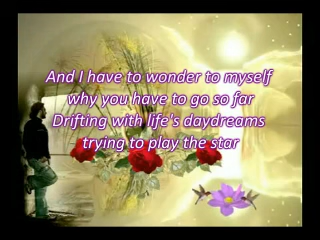 And I have to wonder to myself
why you have to go so far
Drifting with life's daydreams
trying to play the star